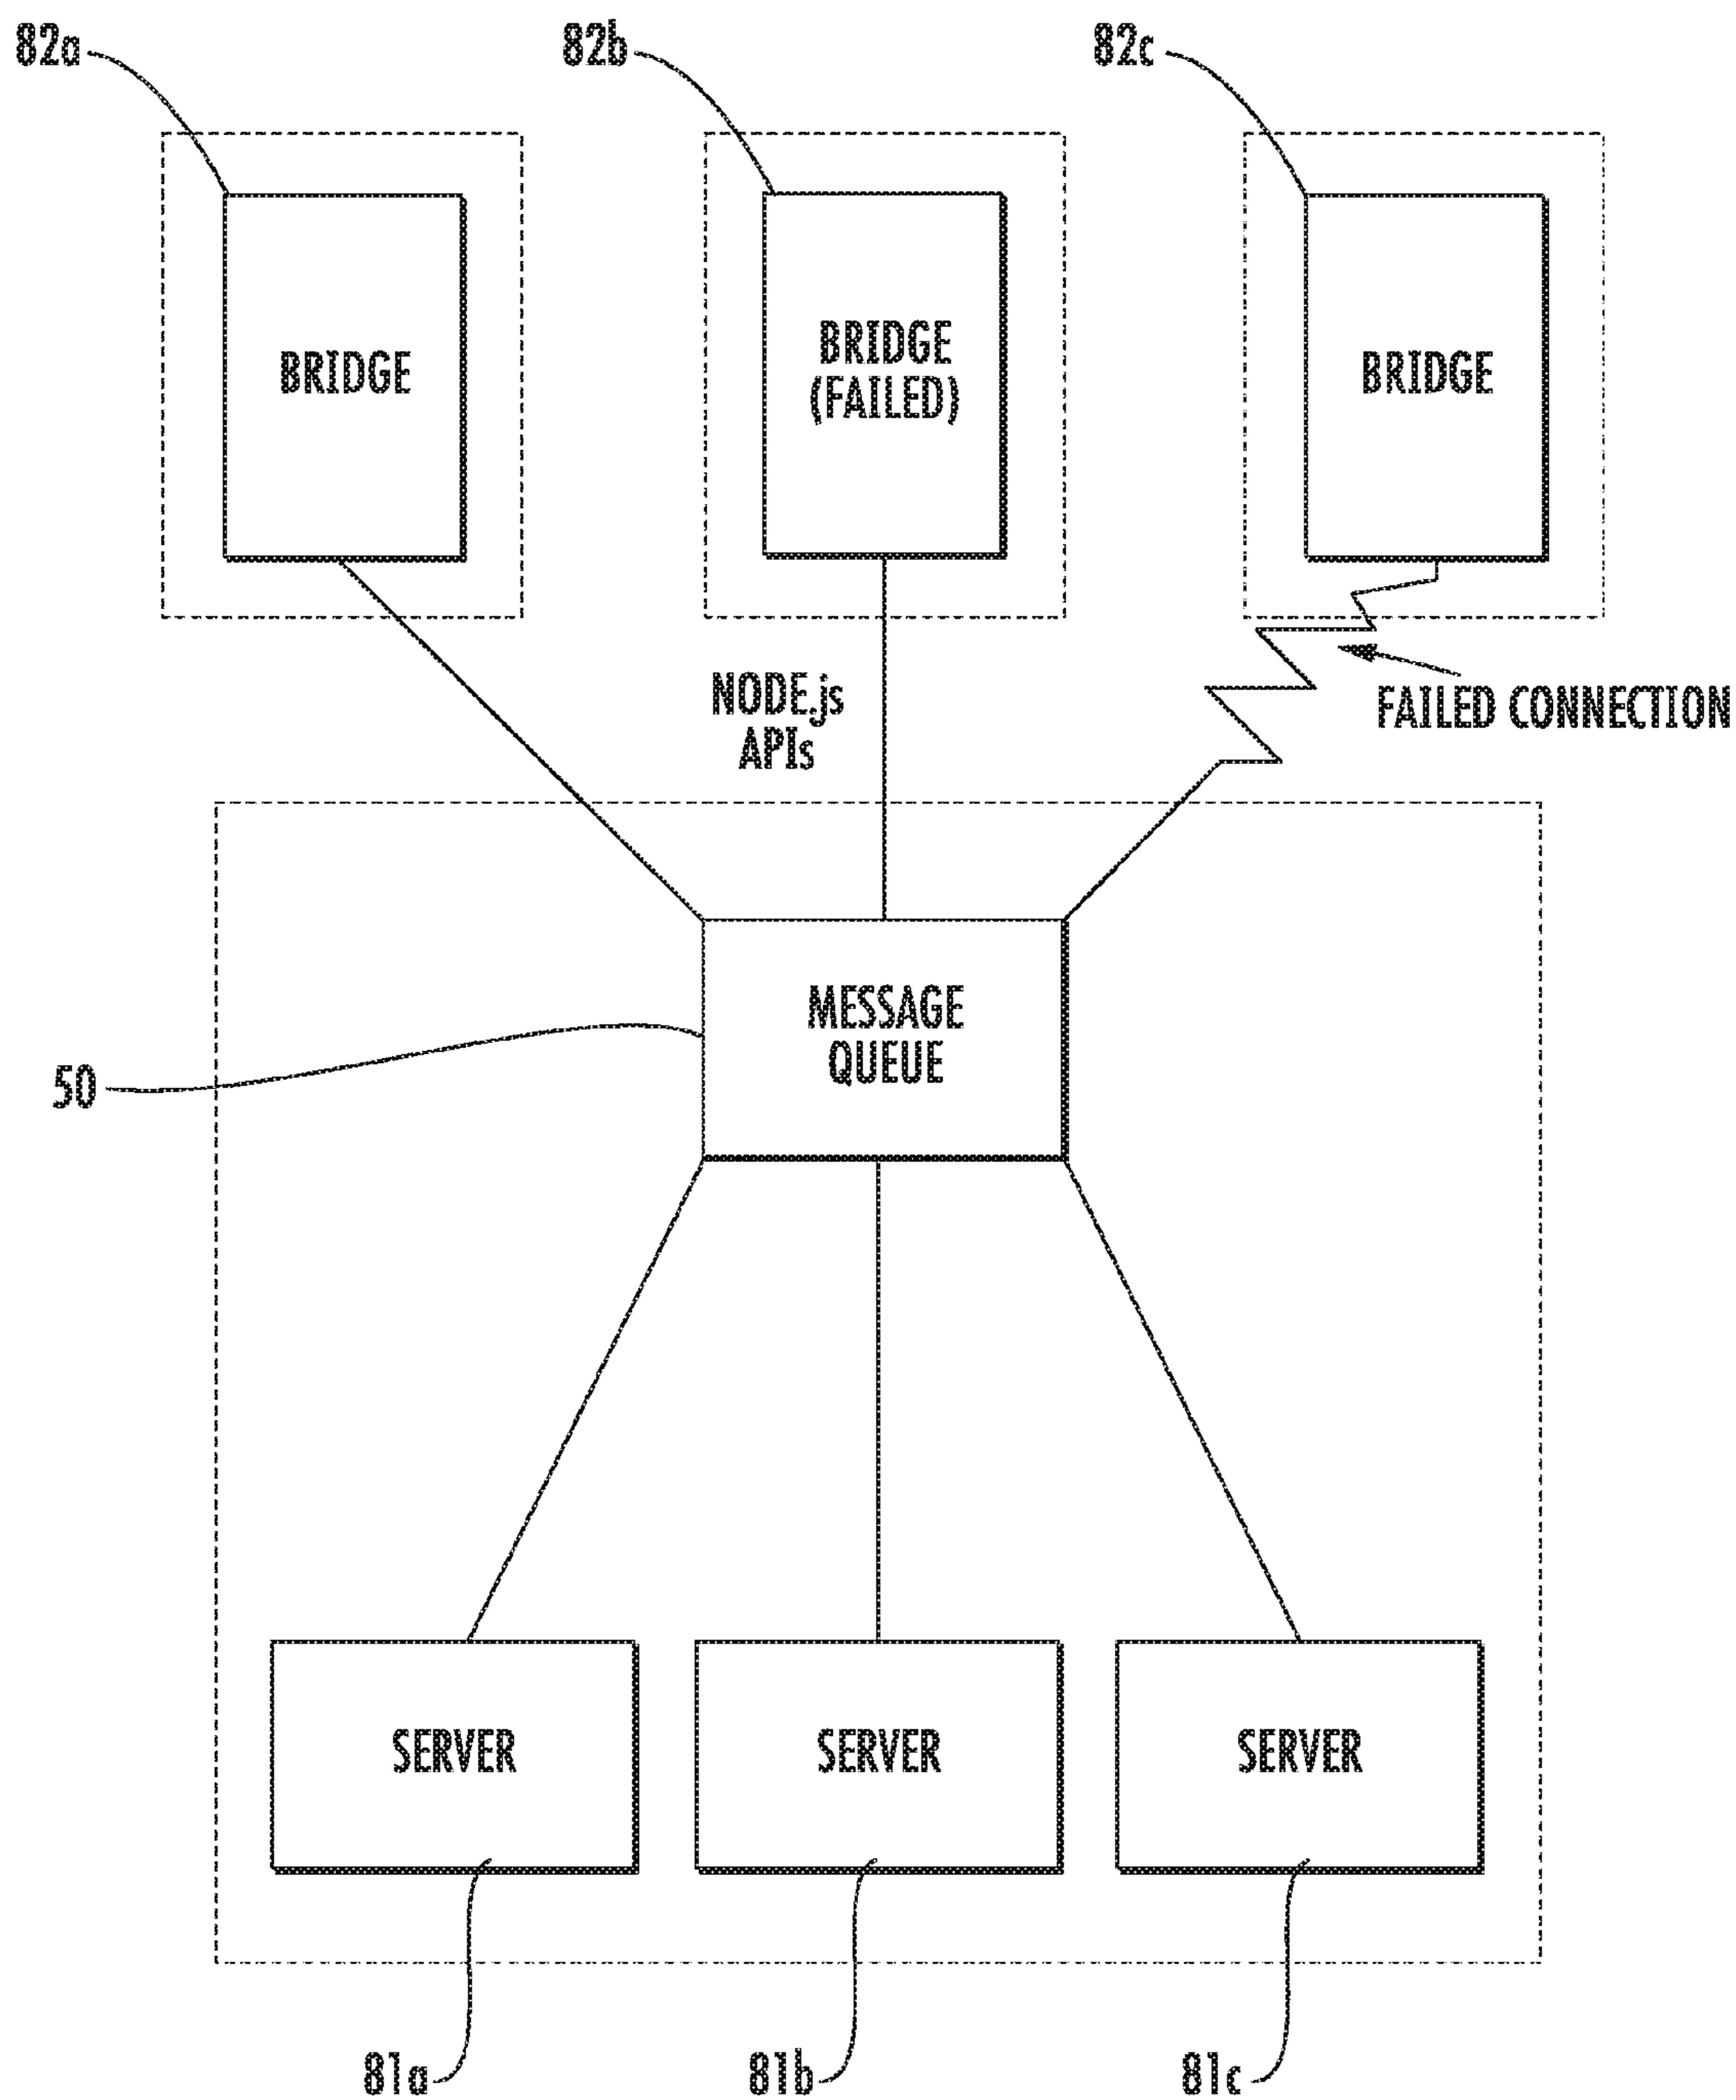 82a
82b
82c
BRIDGE
BRIDGE
(FAILED)
BRIDGE
NODE.js
APIs
FAILED CONNECTION
MESSAGE
QUEUE
50
SERVER
SERVER
SERVER
81a
81b
81c